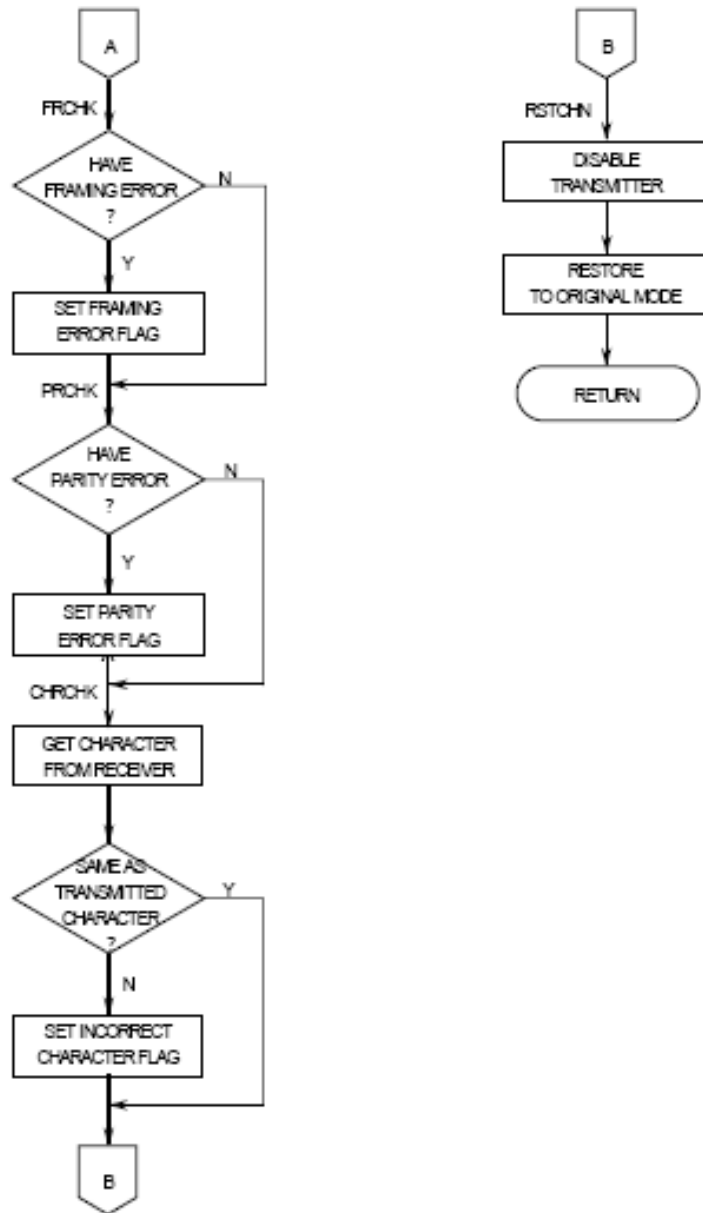 A
FRCHK
HAVE
FRAMING ERROR
?
N
Y
SET FRAMING
ERROR FLAG
PRCHK
HAVE
PARITY ERROR
?
N
Y
SET PARITY
ERROR FLAG
CHRCHK
GET CHARACTER
FROM RECEIVER
SAME AS
TRANSMITTED
CHARACTER
?
Y
N
SET INCORRECT
CHARACTER FLAG
B
B
RSTCHN
DISABLE
TRANSMITTER
RESTORE
TO ORIGINAL MODE
RETURN